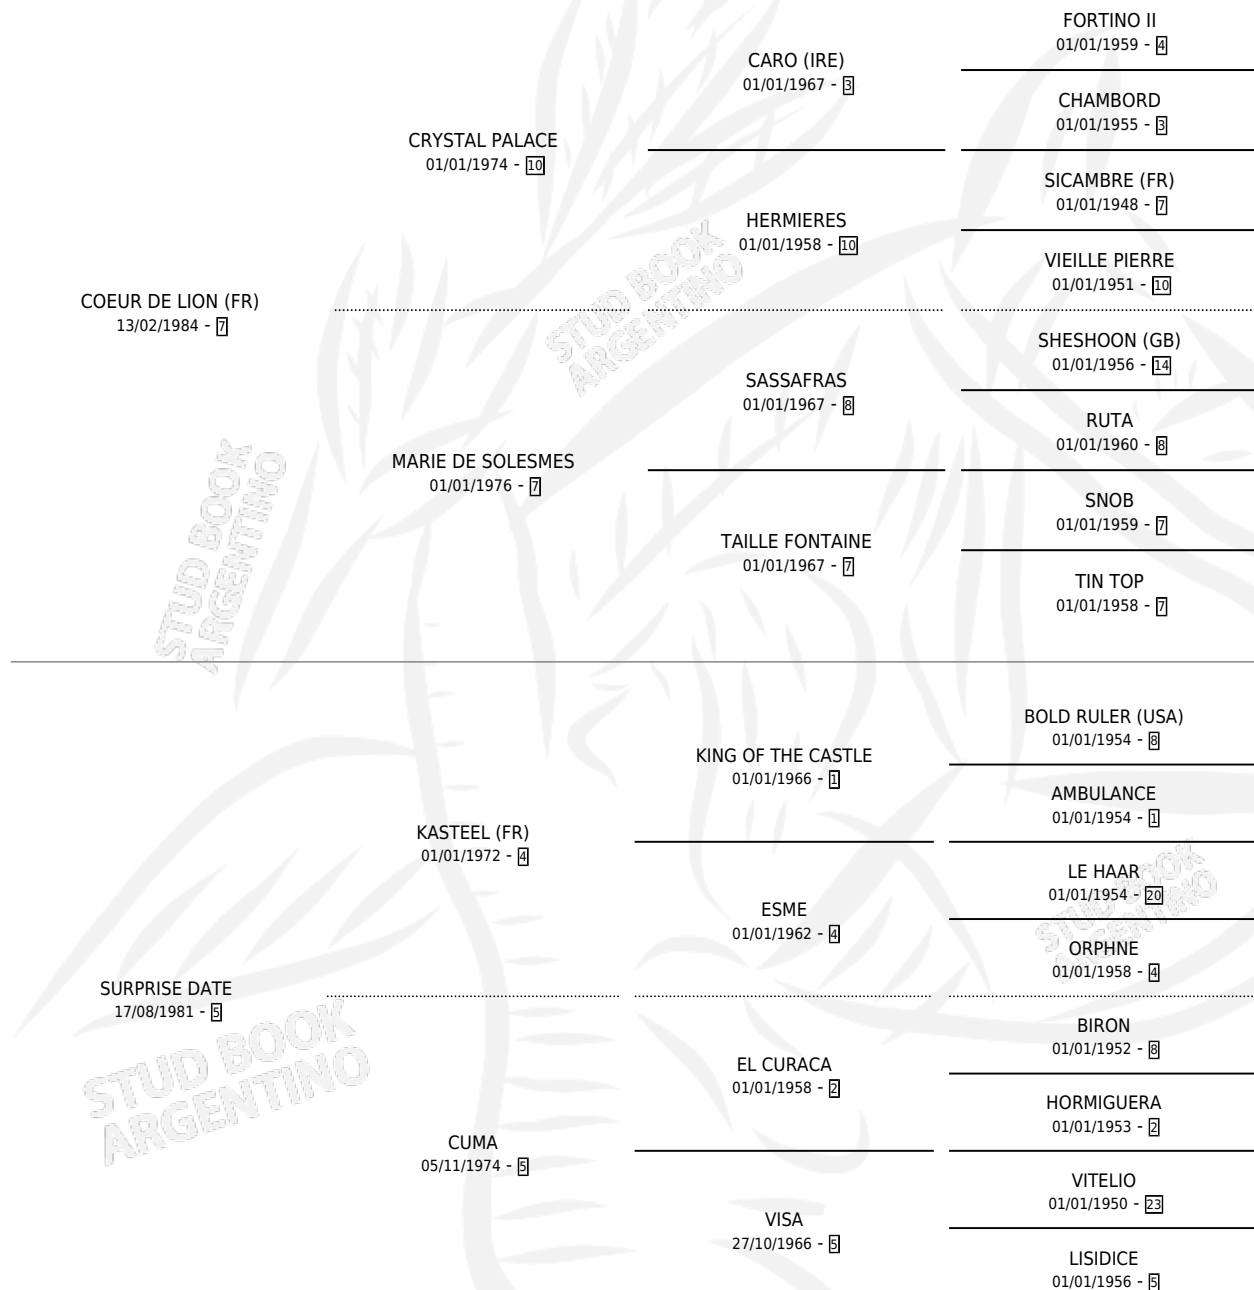 FORTINO II
01/01/1959 - 4
CARO (IRE)
01/01/1967 - 3
CHAMBORD
01/01/1955 - 3
CRYSTAL PALACE
01/01/1974 - 10
SICAMBRE (FR)
01/01/1948 - 7
HERMIERES
01/01/1958 - 10
VIEILLE PIERRE
01/01/1951 - 10
COEUR DE LION (FR)
13/02/1984 - 7
STUD BOOK
ARGENTINO
SHESHOON (GB)
01/01/1956 - 14
SASSAFRAS
01/01/1967 - 8
RUTA
01/01/1960 - 8
MARIE DE SOLESMES
01/01/1976 - 7
SNOB
01/01/1959 - 7
TAILLE FONTAINE
01/01/1967 - 7
TIN TOP
01/01/1958 - 7
STUD BOOK
ARGENTINO
BOLD RULER (USA)
01/01/1954 - 8
KING OF THE CASTLE
01/01/1966 - 1
AMBULANCE
01/01/1954 - 1
KASTEEL (FR)
01/01/1972 - 4
LE HAAR
01/01/1954 - 20
ESME
01/01/1962 - 4
STUD BOOK
ARGENTINO
ORPHNE
01/01/1958 - 4
SURPRISE DATE
17/08/1981 - 5
BIRON
01/01/1952 - 8
EL CURACA
01/01/1958 - 2
STUD BOOK
ARGENTINO
HORMIGUERA
01/01/1953 - 2
CUMA
05/11/1974 - 5
VITELIO
01/01/1950 - 23
VISA
27/10/1966 - 5
LISIDICE
01/01/1956 - 5